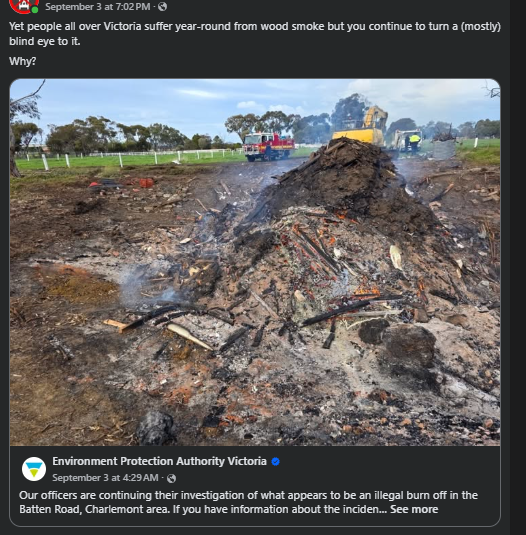 September 3 at 7:02 PM ·
Yet people all over Victoria suffer year-round from wood smoke but you continue to turn a (mostly)
blind eye to it.
Why?
Environment Protection Authority Victoria
September 3 at 4:29 AM ·
Our officers are continuing their investigation of what appears to be an illegal burn off in the
Batten Road, Charlemont area. If you have information about the inciden... See more